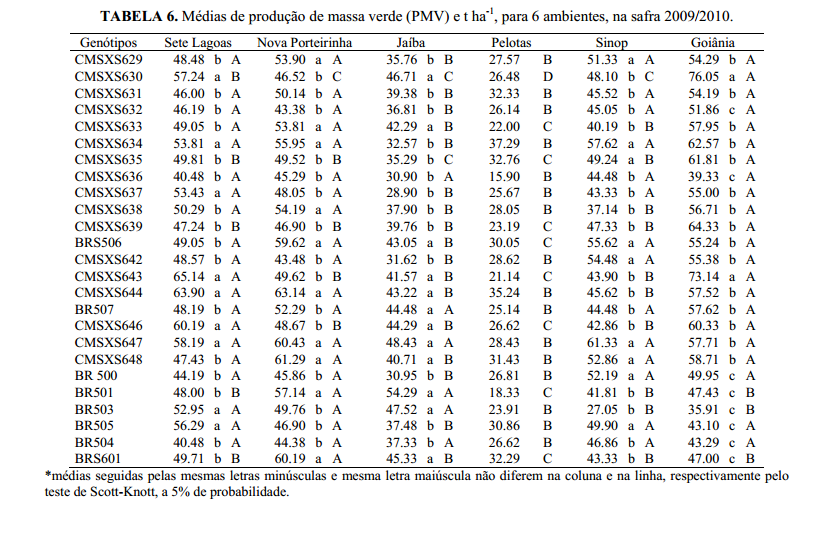 TABELA 6. Médias de produção de massa verde (PMV) e t ha-1, para 6 ambientes, na safra 2009/2010.
Genótipos Sete Lagoas Nova Porteirinha Jaíba Pelotas Sinop Goiânia
CMSXS629 48.48 b A 53.90 a A 35.76 b B 27.57 B 51.33 a A 54.29 b A
CMSXS630 57.24 a B 46.52 b C 46.71 a C 26.48 D 48.10 b C 76.05 a A
CMSXS631 46.00 b A 50.14 b A 39.38 b B 32.33 B 45.52 b A 54.19 b A
CMSXS632 46.19 b A 43.38 b A 36.81 b B 26.14 B 45.05 b A 51.86 c A
CMSXS633 49.05 b A 53.81 a A 42.29 a B 22.00 C 40.19 b B 57.95 b A
CMSXS634 53.81 a A 55.95 a A 32.57 b B 37.29 B 57.62 a A 62.57 b A
CMSXS635 49.81 b B 49.52 b B 35.29 b C 32.76 C 49.24 a B 61.81 b A
CMSXS636 40.48 b A 45.29 b A 30.90 b A 15.90 B 44.48 b A 39.33 c A
CMSXS637 53.43 a A 48.05 b A 28.90 b B 25.67 B 43.33 b A 55.00 b A
CMSXS638 50.29 b A 54.19 a A 37.90 b B 28.05 B 37.14 b B 56.71 b A
CMSXS639 47.24 b B 46.90 b B 39.76 b B 23.19 C 47.33 b B 64.33 b A
BRS506 49.05 b A 59.62 a A 43.05 a B 30.05 C 55.62 a A 55.24 b A
CMSXS642 48.57 b A 43.48 b A 31.62 b B 28.62 B 54.48 a A 55.38 b A
CMSXS643 65.14 a A 49.62 b B 41.57 a B 21.14 C 43.90 b B 73.14 a A
CMSXS644 63.90 a A 63.14 a A 43.22 a B 35.24 B 45.62 b B 57.52 b A
BR507 48.19 b A 52.29 b A 44.48 a A 25.14 B 44.48 b A 57.62 b A
CMSXS646 60.19 a A 48.67 b B 44.29 a B 26.62 C 42.86 b B 60.33 b A
CMSXS647 58.19 a A 60.43 a A 48.43 a A 28.43 B 61.33 a A 57.71 b A
CMSXS648 47.43 b A 61.29 a A 40.71 a B 31.43 B 52.86 a A 58.71 b A
BR 500 44.19 b A 45.86 b A 30.95 b B 26.81 B 52.19 a A 49.95 c A
BR501 48.00 b B 57.14 a A 54.29 a A 18.33 C 41.81 b B 47.43 c B
BR503 52.95 a A 49.76 b A 47.52 a A 23.91 B 27.05 b B 35.91 c B
BR505 56.29 a A 46.90 b A 37.48 b B 30.86 B 49.90 a A 43.10 c A
BR504 40.48 b A 44.38 b A 37.33 b A 26.62 B 46.86 b A 43.29 c A
BRS601 49.71 b B 60.19 a A 45.33 a B 32.29 C 43.33 b B 47.00 c B
*médias seguidas pelas mesmas letras minúsculas e mesma letra maiúscula não diferem na coluna e na linha, respectivamente pelo
teste de Scott-Knott, a 5% de probabilidade.